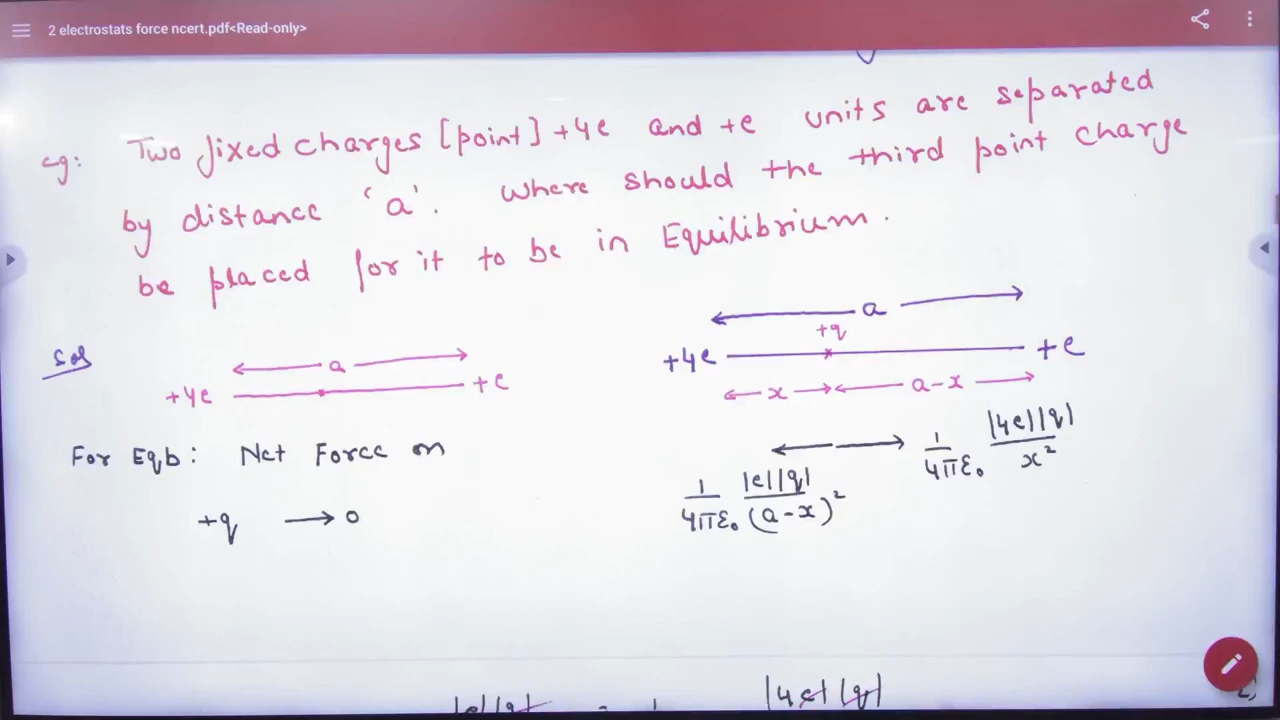 2 electrostats force ncert.pdf<Read-only>
eg: Two fixed charges [point] +4e and +e units are separated
by distance 'a'. Where should the third point charge
be placed for it to be in Equilibrium.
Sol
a
+4e +e
For Eqb: Net Force on
+q → 0
a
+q
+4e +e
x a-x
1/4πε₀ |4e||q|/x²
1/4πε₀ |e||q|/(a-x)²
|e||q| = 1 |4e||q|